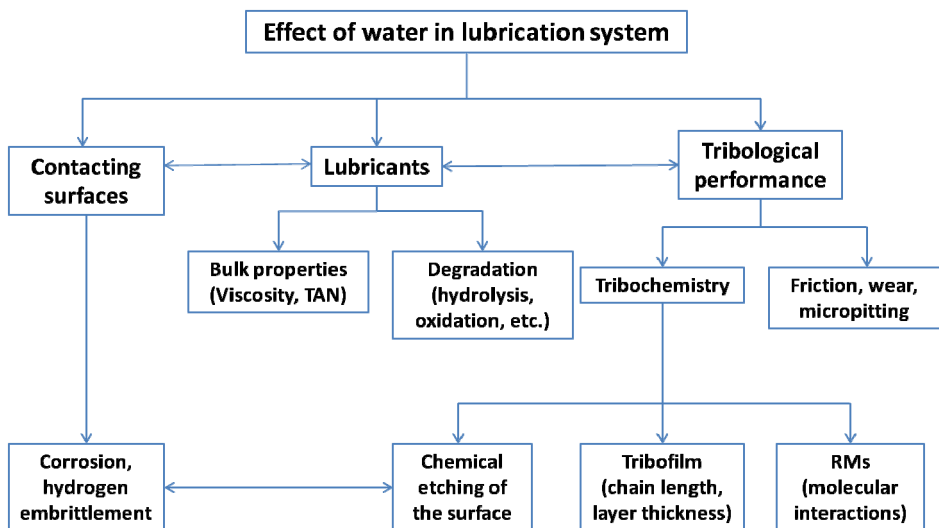 Effect of water in lubrication system
Contacting
surfaces
Lubricants
Tribological
performance
Bulk properties
(Viscosity, TAN)
Degradation
(hydrolysis,
oxidation, etc.)
Tribochemistry
Friction, wear,
micropitting
Corrosion,
hydrogen
embrittlement
Chemical
etching of
the surface
Tribofilm
(chain length,
layer thickness)
RMs
(molecular
interactions)